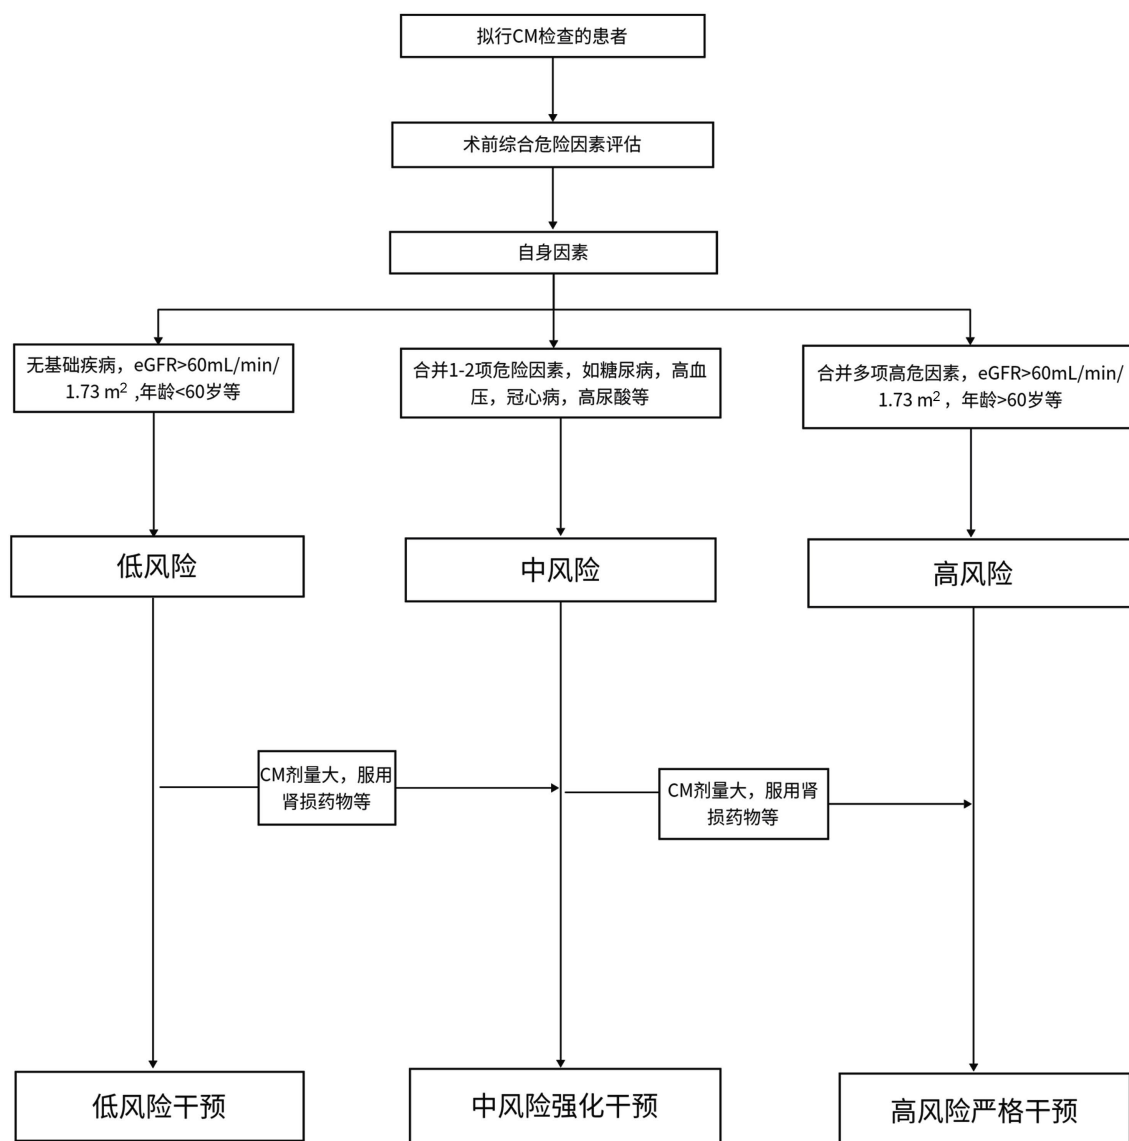 拟行CM检查的患者
术前综合危险因素评估
自身因素
无基础疾病，eGFR>60mL/min/
1.73 m² ,年龄<60岁等
合并1-2项危险因素，如糖尿病，高血
压，冠心病，高尿酸等
合并多项高危因素，eGFR>60mL/min/
1.73 m² ，年龄>60岁等
低风险
中风险
高风险
CM剂量大，服用
肾损药物等
CM剂量大，服用肾
损药物等
低风险干预
中风险强化干预
高风险严格干预